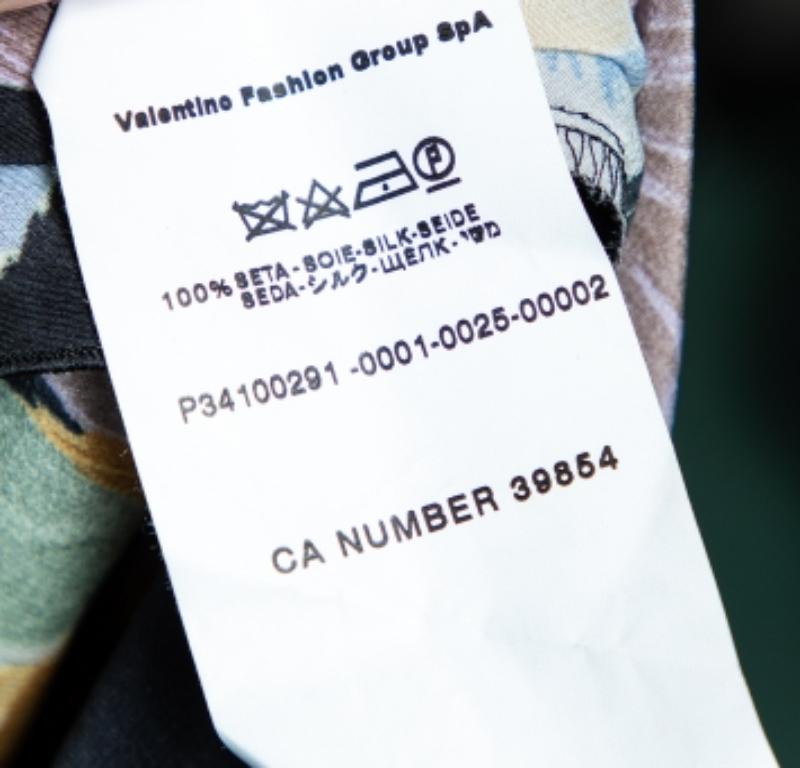 Valentino Fashion Group SpA
P
100% SETA-SOIE-SILK-SEIDE
SEDA-シルク-ШЕЛК-משי
P34100291 -0001-0025-00002
CA NUMBER 39854